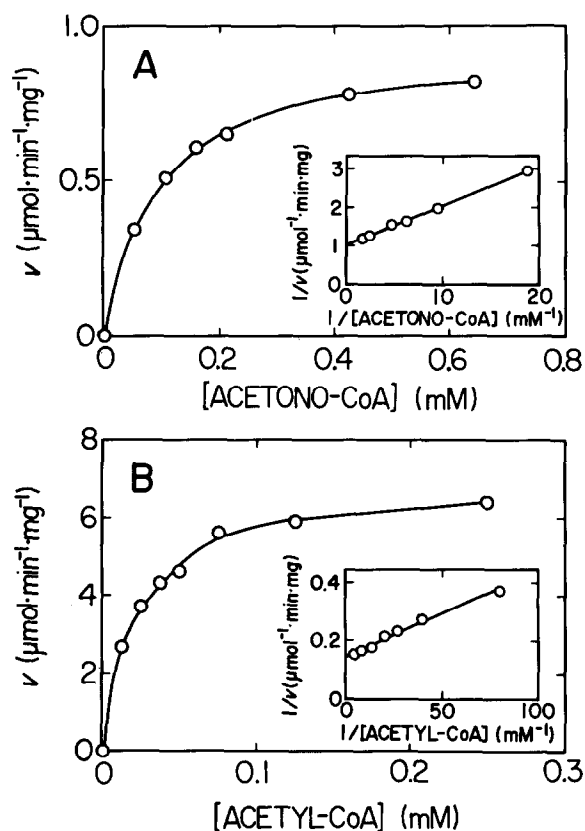 A
1.0
0.5
0
v (μmol·min⁻¹·mg⁻¹)
0 0.2 0.4 0.6 0.8
[ACETONO-CoA] (mM)
3
2
1
0
1/v (μmol⁻¹·min·mg)
0 10 20
1/[ACETONO-CoA] (mM⁻¹)
B
8
6
4
2
0
v (μmol·min⁻¹·mg⁻¹)
0 0.1 0.2 0.3
[ACETYL-CoA] (mM)
0.4
0.2
0
1/v (μmol⁻¹·min·mg)
0 50 100
1/[ACETYL-CoA] (mM⁻¹)